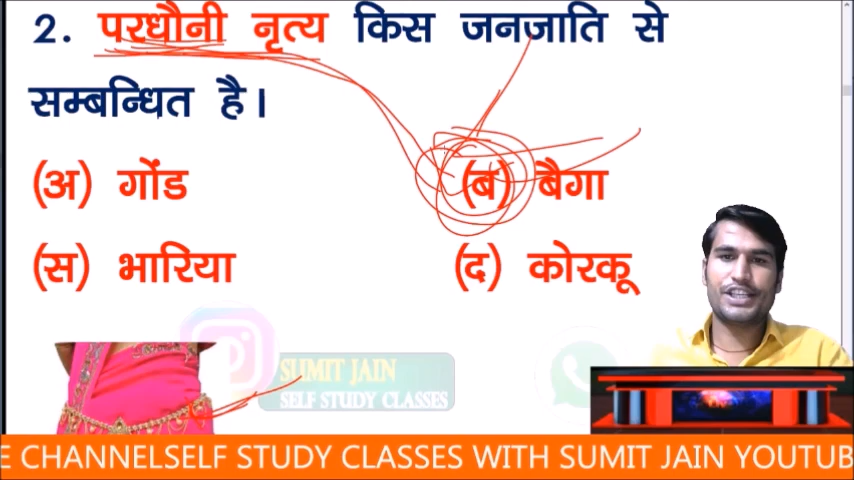 2. परधौनी नृत्य किस जनजाति से
सम्बन्धित है।
(अ) गोंड (ब) बैगा
(स) भारिया (द) कोरकू
SUMIT JAIN
SELF STUDY CLASSES
E CHANNELSELF STUDY CLASSES WITH SUMIT JAIN YOUTUB